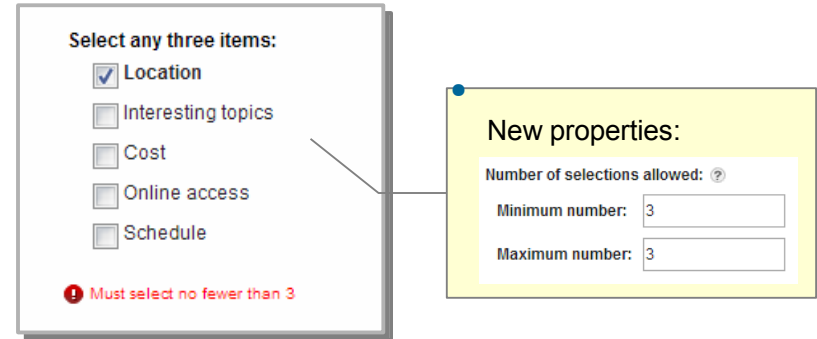 Select any three items:
Location
Interesting topics
Cost
Online access
Schedule
Must select no fewer than 3
New properties:
Number of selections allowed: ?
Minimum number: 3
Maximum number: 3